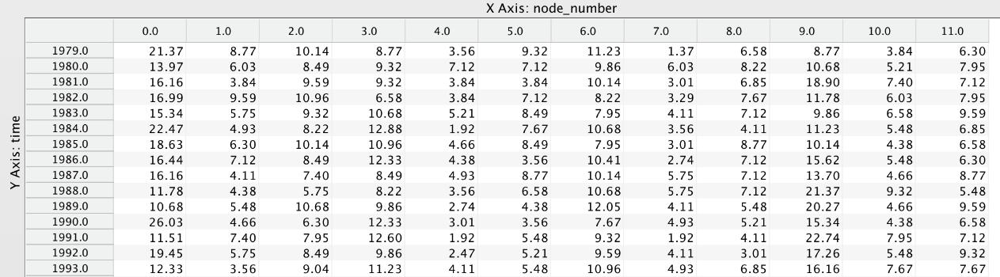 X Axis: node_number
0.0 1.0 2.0 3.0 4.0 5.0 6.0 7.0 8.0 9.0 10.0 11.0
Y Axis: time
1979.0 21.37 8.77 10.14 8.77 3.56 9.32 11.23 1.37 6.58 8.77 3.84 6.30
1980.0 13.97 6.03 8.49 9.32 7.12 7.12 9.86 6.03 8.22 10.68 5.21 7.95
1981.0 16.16 3.84 9.59 9.32 3.84 3.84 10.14 3.01 6.85 18.90 7.40 7.12
1982.0 16.99 9.59 10.96 6.58 3.84 7.12 8.22 3.29 7.67 11.78 6.03 7.95
1983.0 15.34 5.75 9.32 10.68 5.21 8.49 7.95 4.11 7.12 9.86 6.58 9.59
1984.0 22.47 4.93 8.22 12.88 1.92 7.67 10.68 3.56 4.11 11.23 5.48 6.85
1985.0 18.63 6.30 10.14 10.96 4.66 8.49 7.95 3.01 8.77 10.14 4.38 6.58
1986.0 16.44 7.12 8.49 12.33 4.38 3.56 10.41 2.74 7.12 15.62 5.48 6.30
1987.0 16.16 4.11 7.40 8.49 4.93 8.77 10.14 5.75 7.12 13.70 4.66 8.77
1988.0 11.78 4.38 5.75 8.22 3.56 6.58 10.68 5.75 7.12 21.37 9.32 5.48
1989.0 10.68 5.48 10.68 9.86 2.74 4.38 12.05 4.11 5.48 20.27 4.66 9.59
1990.0 26.03 4.66 6.30 12.33 3.01 3.56 7.67 4.93 5.21 15.34 4.38 6.58
1991.0 11.51 7.40 7.95 12.60 1.92 5.48 9.32 1.92 4.11 22.74 7.95 7.12
1992.0 19.45 5.75 8.49 9.86 2.47 5.21 9.59 4.11 3.01 17.26 5.48 9.32
1993.0 12.33 3.56 9.04 11.23 4.11 5.48 10.96 4.93 6.85 16.16 7.67 7.67